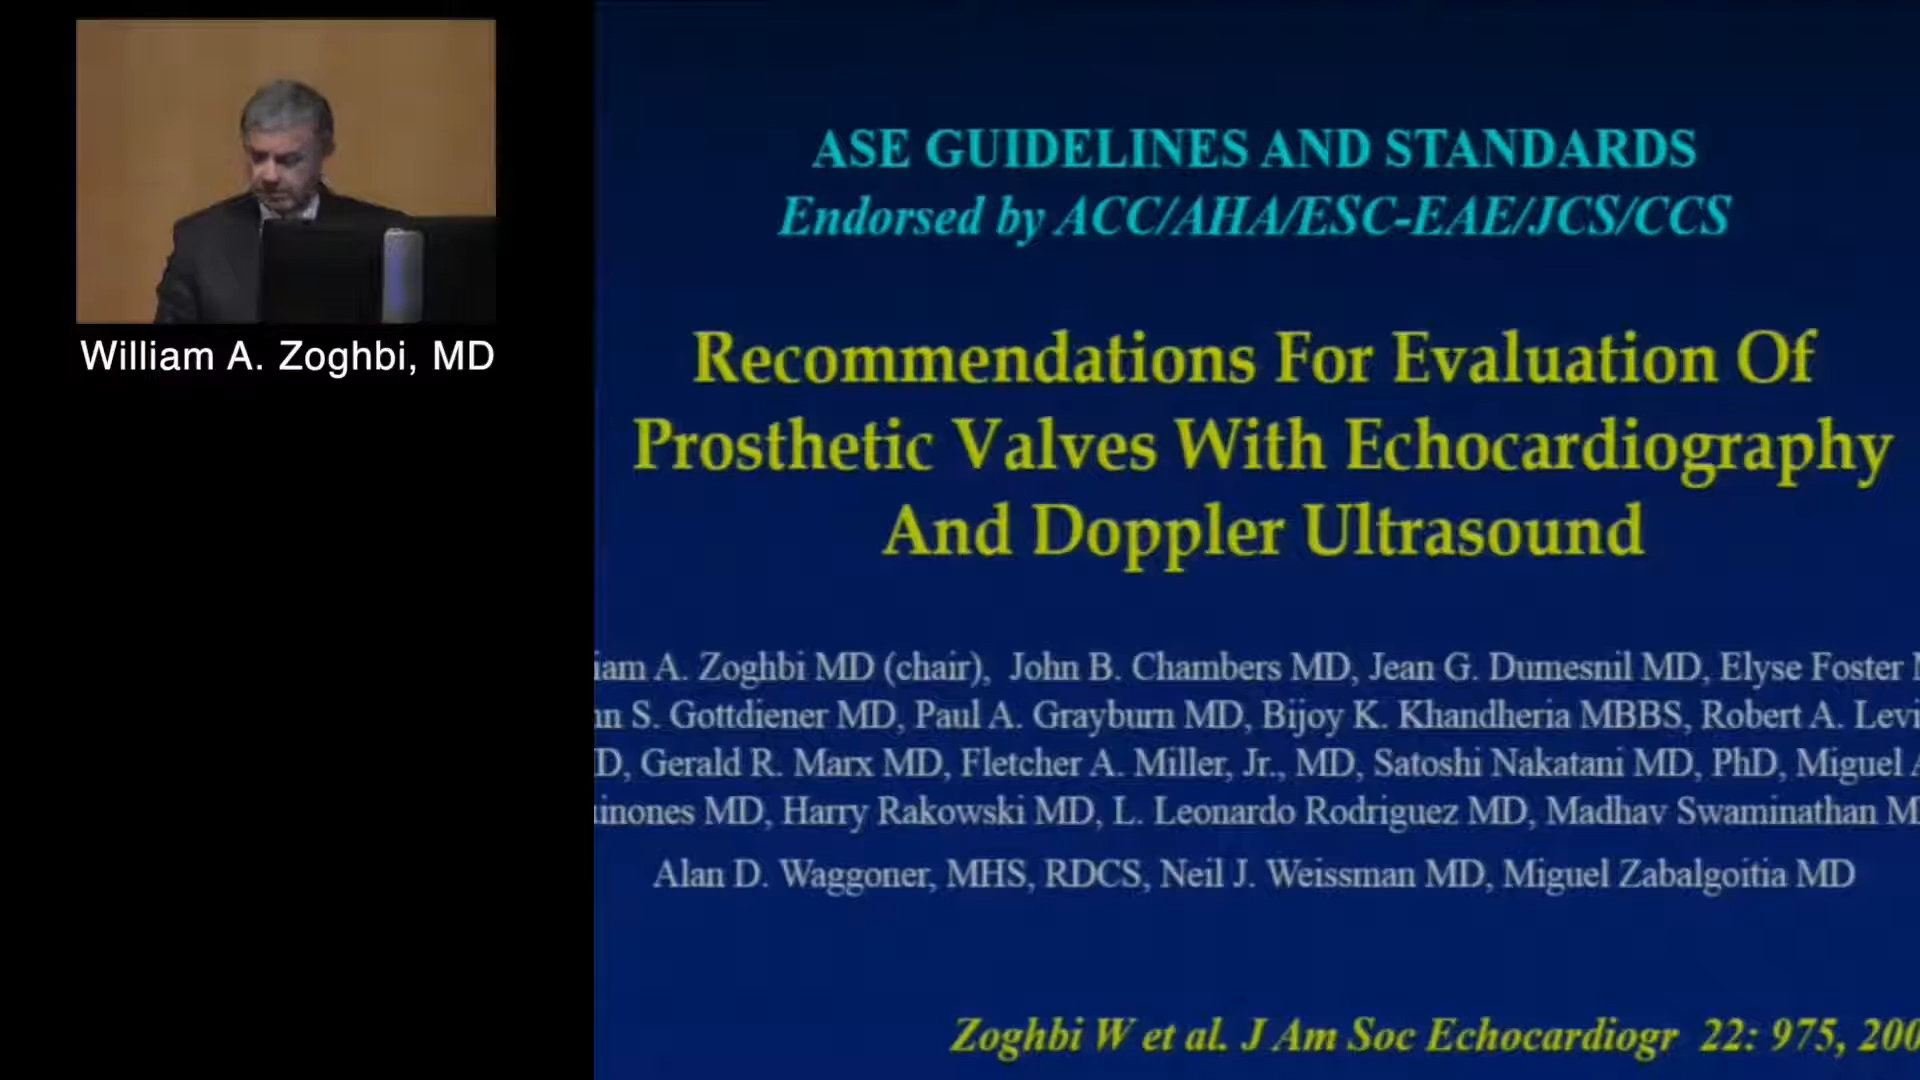 William A. Zoghbi, MD
ASE GUIDELINES AND STANDARDS
Endorsed by ACC/AHA/ESC-EAE/JCS/CCS
Recommendations For Evaluation Of
Prosthetic Valves With Echocardiography
And Doppler Ultrasound
iam A. Zoghbi MD (chair), John B. Chambers MD, Jean G. Dumesnil MD, Elyse Foster
nn S. Gottdiener MD, Paul A. Grayburn MD, Bijoy K. Khandheria MBBS, Robert A. Levi
D, Gerald R. Marx MD, Fletcher A. Miller, Jr., MD, Satoshi Nakatani MD, PhD, Miguel A
uinones MD, Harry Rakowski MD, L. Leonardo Rodriguez MD, Madhav Swaminathan M
Alan D. Waggoner, MHS, RDCS, Neil J. Weissman MD, Miguel Zabalgoitia MD
Zoghbi W et al. J Am Soc Echocardiogr 22: 975, 200